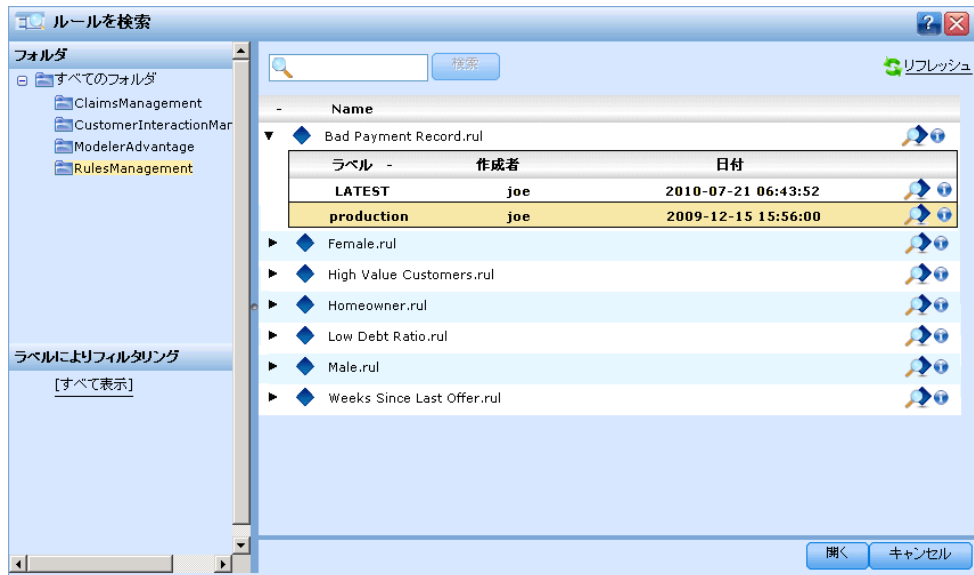 ルールを検索
?
フォルダ
すべてのフォルダ
ClaimsManagement
CustomerInteractionMar
ModelerAdvantage
RulesManagement
ラベルによりフィルタリング
[すべて表示]
検索
リフレッシュ
- Name
Bad Payment Record.rul
ラベル - 作成者 日付
LATEST joe 2010-07-21 06:43:52
production joe 2009-12-15 15:56:00
Female.rul
High Value Customers.rul
Homeowner.rul
Low Debt Ratio.rul
Male.rul
Weeks Since Last Offer.rul
開く キャンセル